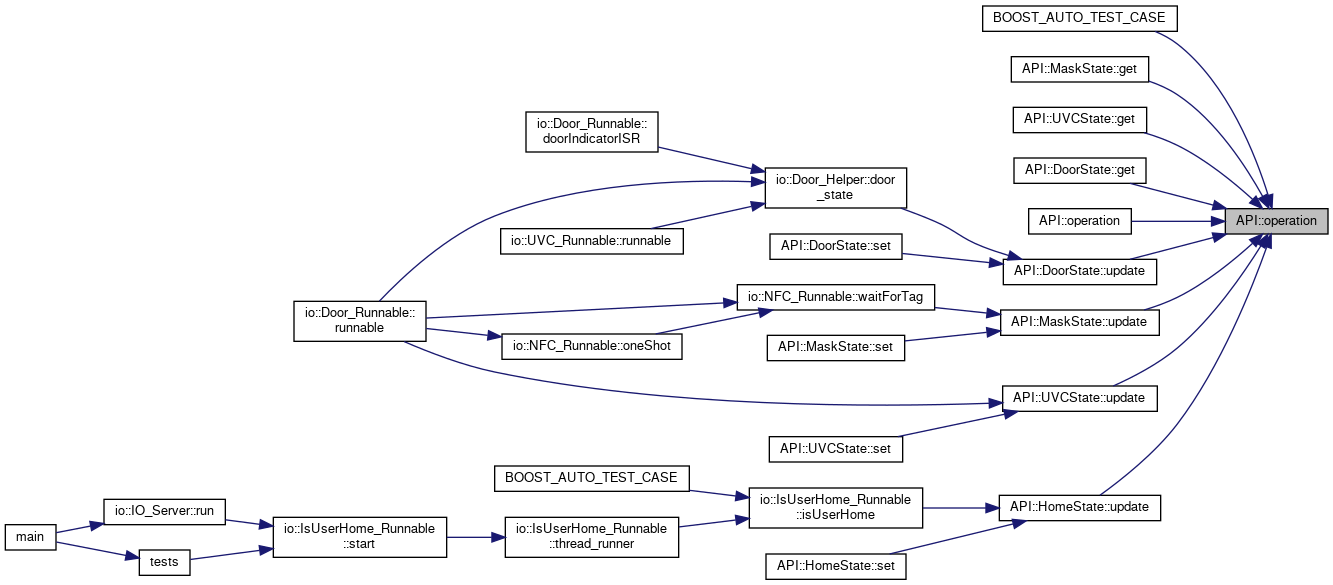 BOOST_AUTO_TEST_CASE
API::MaskState::get
API::UVCState::get
io::Door_Runnable::
doorIndicatorISR
API::DoorState::get
io::Door_Helper::door
_state
API::operation
API::operation
io::UVC_Runnable::runnable
API::DoorState::set
API::DoorState::update
io::NFC_Runnable::waitForTag
io::Door_Runnable::
runnable
API::MaskState::update
io::NFC_Runnable::oneShot
API::MaskState::set
API::UVCState::update
API::UVCState::set
BOOST_AUTO_TEST_CASE
io::IsUserHome_Runnable
::isUserHome
API::HomeState::update
io::IO_Server::run
main
io::IsUserHome_Runnable
::start
io::IsUserHome_Runnable
::thread_runner
tests
API::HomeState::set